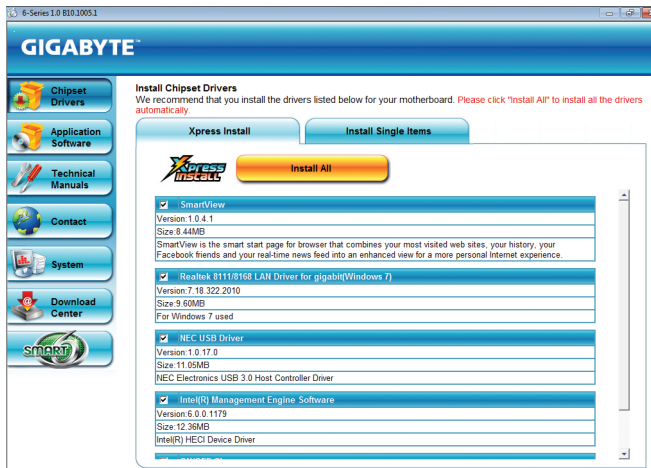 6-Series 1.0 B10.1005.1
GIGABYTE™
Chipset
Drivers
Application
Software
Technical
Manuals
Contact
System
Download
Center
SMART6
Install Chipset Drivers
We recommend that you install the drivers listed below for your motherboard. Please click "Install All" to install all the drivers
automatically.
Xpress Install
Install Single Items
Xpress
Install
Install All
SmartView
Version:1.0.4.1
Size:8.44MB
SmartView is the smart start page for browser that combines your most visited web sites, your history, your
Facebook friends and your real-time news feed into an enhanced view for a more personal Internet experience.
Realtek 8111/8168 LAN Driver for gigabit(Windows 7)
Version:7.18.322.2010
Size:9.60MB
For Windows 7 used
NEC USB Driver
Version:1.0.17.0
Size:11.05MB
NEC Electronics USB 3.0 Host Controller Driver
Intel(R) Management Engine Software
Version:6.0.0.1179
Size:12.36MB
Intel(R) HECI Device Driver